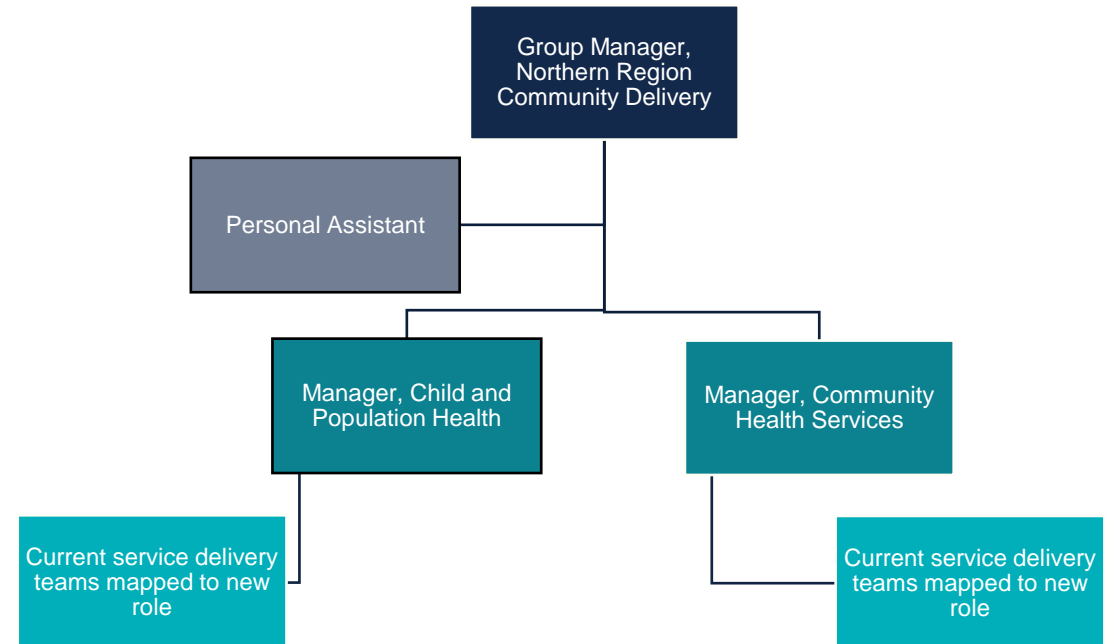 Group Manager,
Northern Region
Community Delivery
Personal Assistant
Manager, Child and
Population Health
Manager, Community
Health Services
Current service delivery
teams mapped to new
role
Current service delivery
teams mapped to new
role